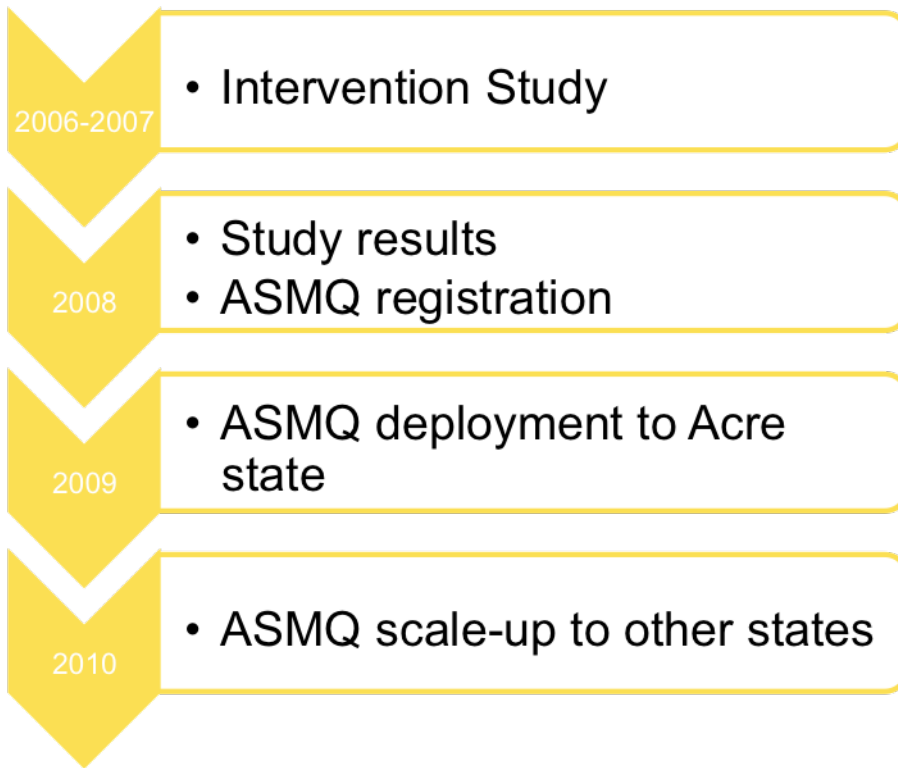 2006-2007
• Intervention Study
2008
• Study results
• ASMQ registration
2009
• ASMQ deployment to Acre
state
2010
• ASMQ scale-up to other states